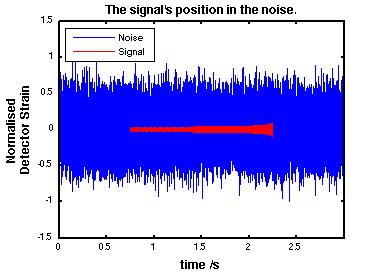 The signal's position in the noise.
Noise
Signal
Normalised
Detector Strain
1.5
1
0.5
0
-0.5
-1
-1.5
0
0.5
1
1.5
2
2.5
time /s